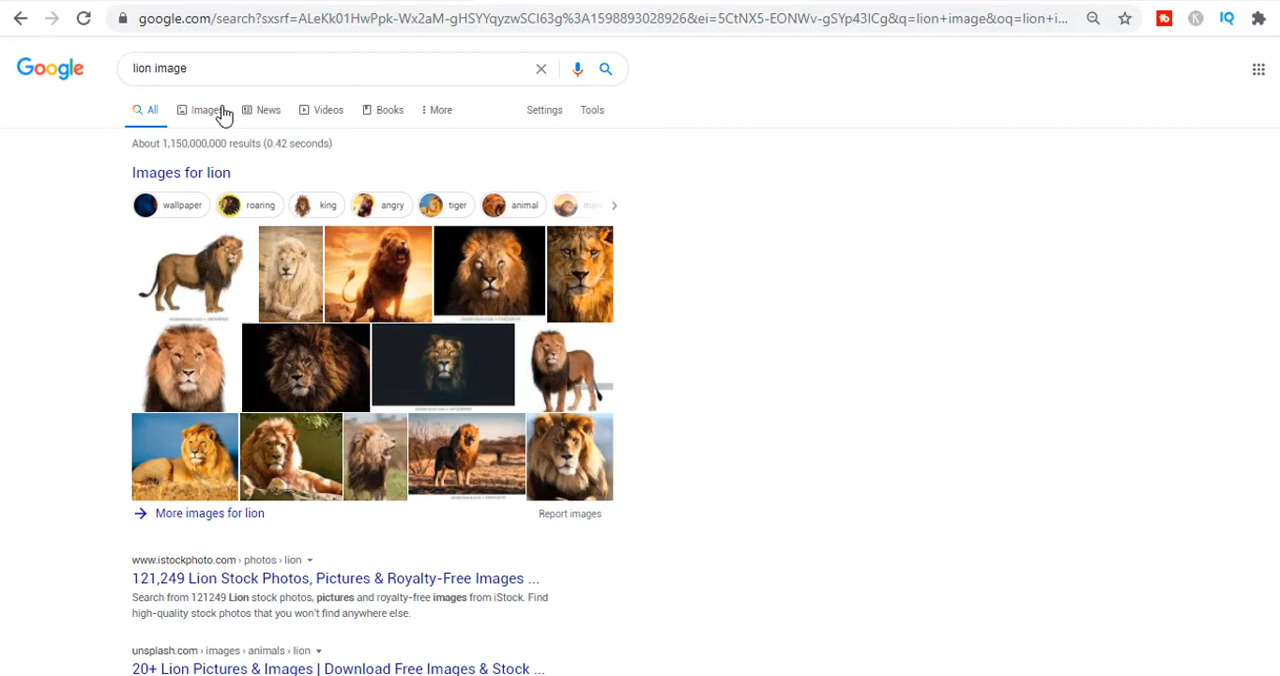 google.com/search?sxsrf=ALeKk01HwPpk-Wx2aM-gHSYYqyzwSCl63g%3A1598893028926&ei=5CtNX5-EONWv-gSYp43ICg&q=lion+image&oq=lion+i...
Google
lion image
All Images News Videos Books More Settings Tools
About 1,150,000,000 results (0.42 seconds)
Images for lion
wallpaper roaring king angry tiger animal
More images for lion
Report images
www.istockphoto.com › photos › lion
121,249 Lion Stock Photos, Pictures & Royalty-Free Images ...
Search from 121249 Lion stock photos, pictures and royalty-free images from iStock. Find
high-quality stock photos that you won't find anywhere else.
unsplash.com › images › animals › lion
20+ Lion Pictures & Images | Download Free Images & Stock ...